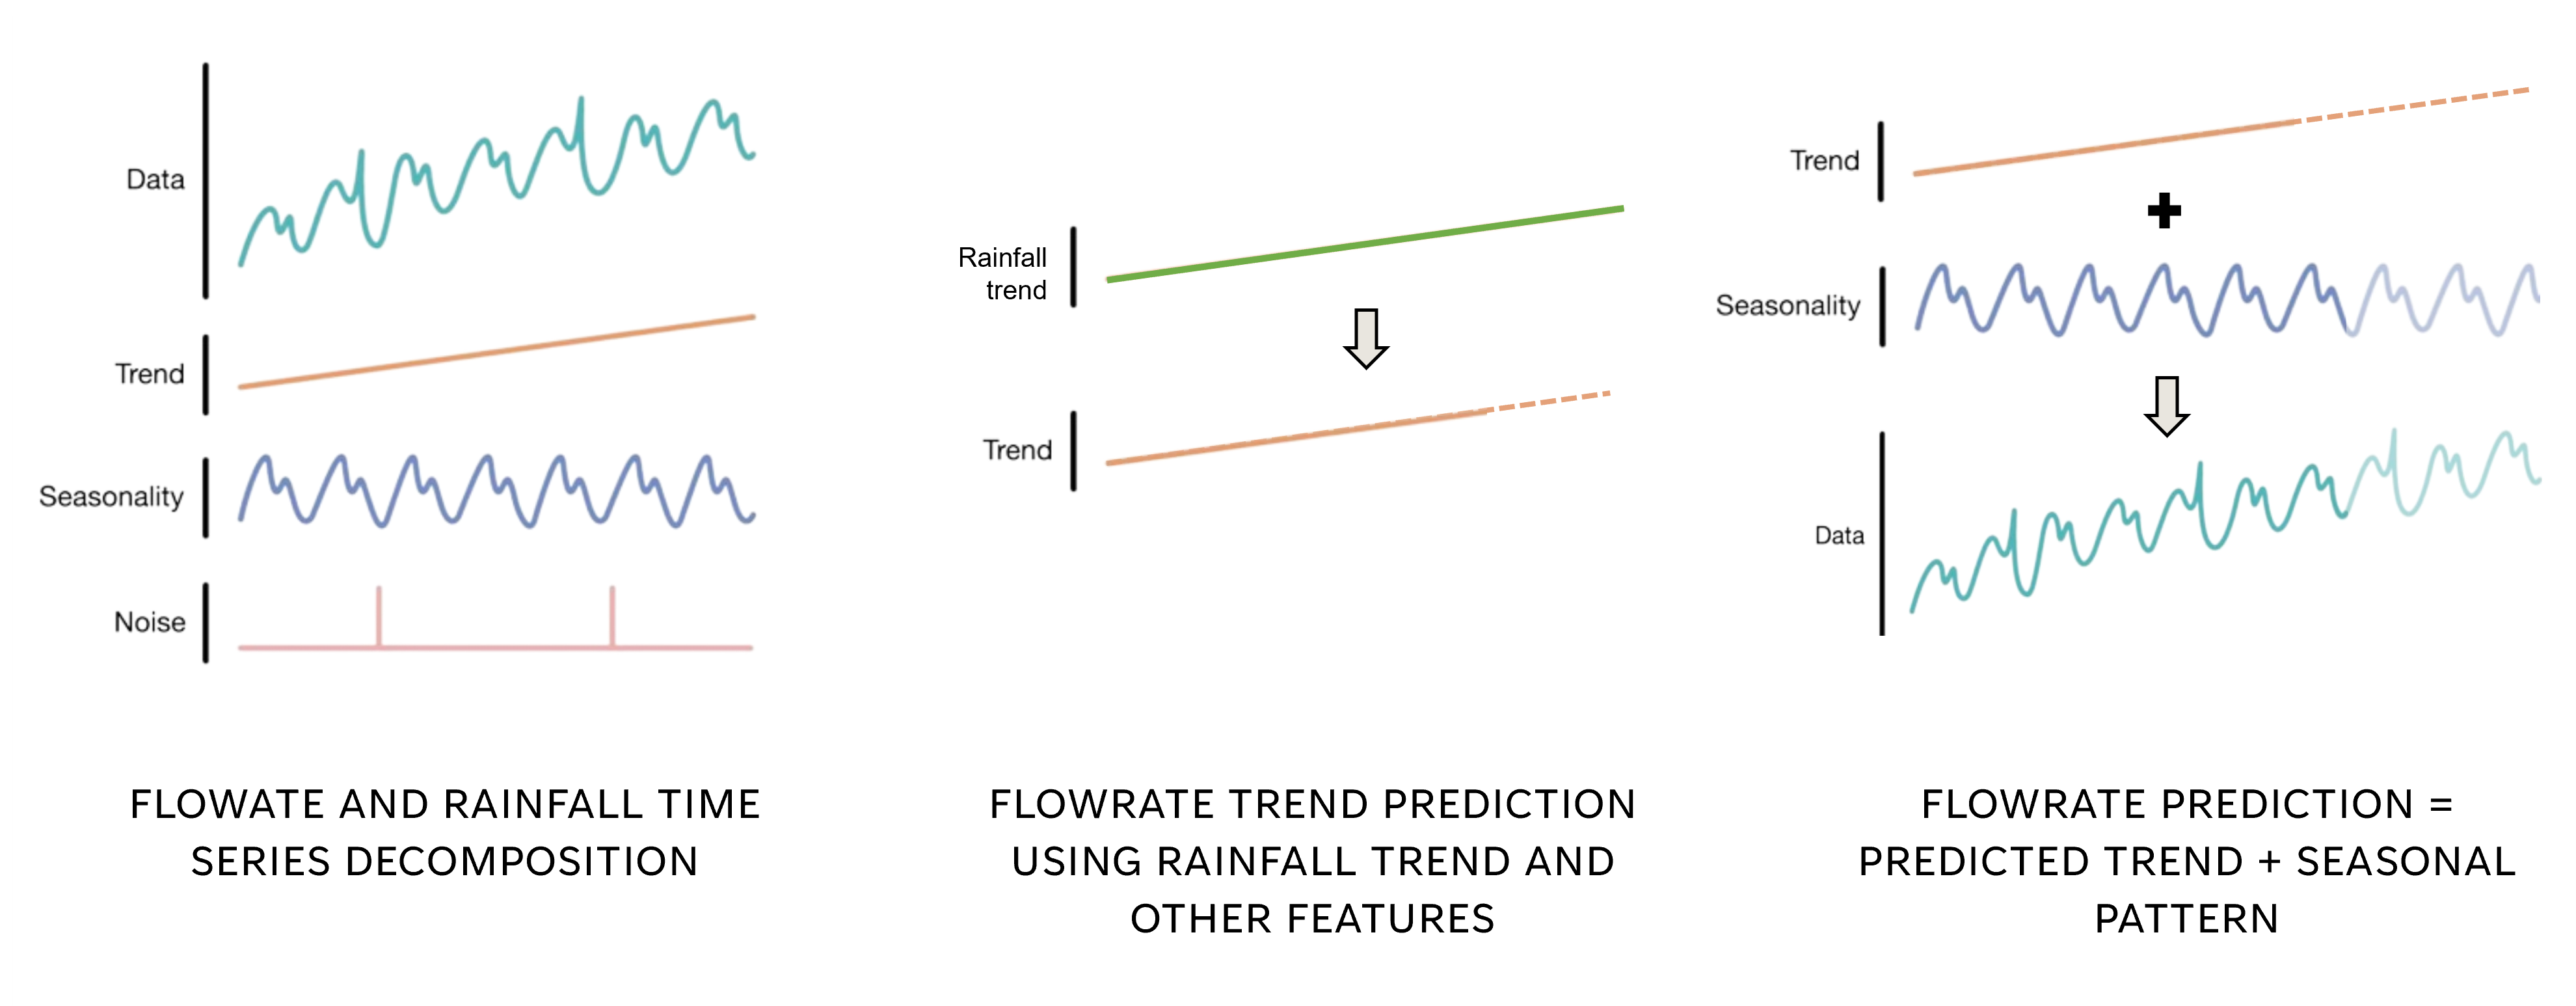 Data
Trend
Seasonality
Noise
FLOWATE AND RAINFALL TIME
SERIES DECOMPOSITION
Rainfall
trend
Trend
FLOWRATE TREND PREDICTION
USING RAINFALL TREND AND
OTHER FEATURES
Trend
Seasonality
Data
FLOWRATE PREDICTION =
PREDICTED TREND + SEASONAL
PATTERN